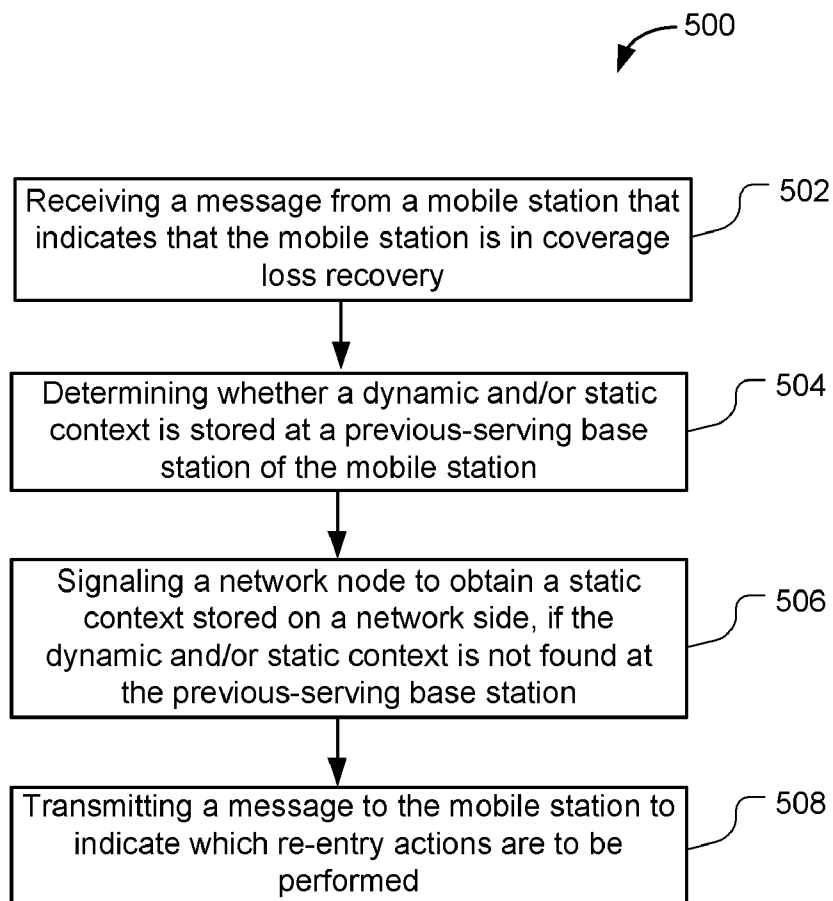 500
Receiving a message from a mobile station that
indicates that the mobile station is in coverage
loss recovery
502
Determining whether a dynamic and/or static
context is stored at a previous-serving base
station of the mobile station
504
Signaling a network node to obtain a static
context stored on a network side, if the
dynamic and/or static context is not found at
the previous-serving base station
506
Transmitting a message to the mobile station to
indicate which re-entry actions are to be
performed
508